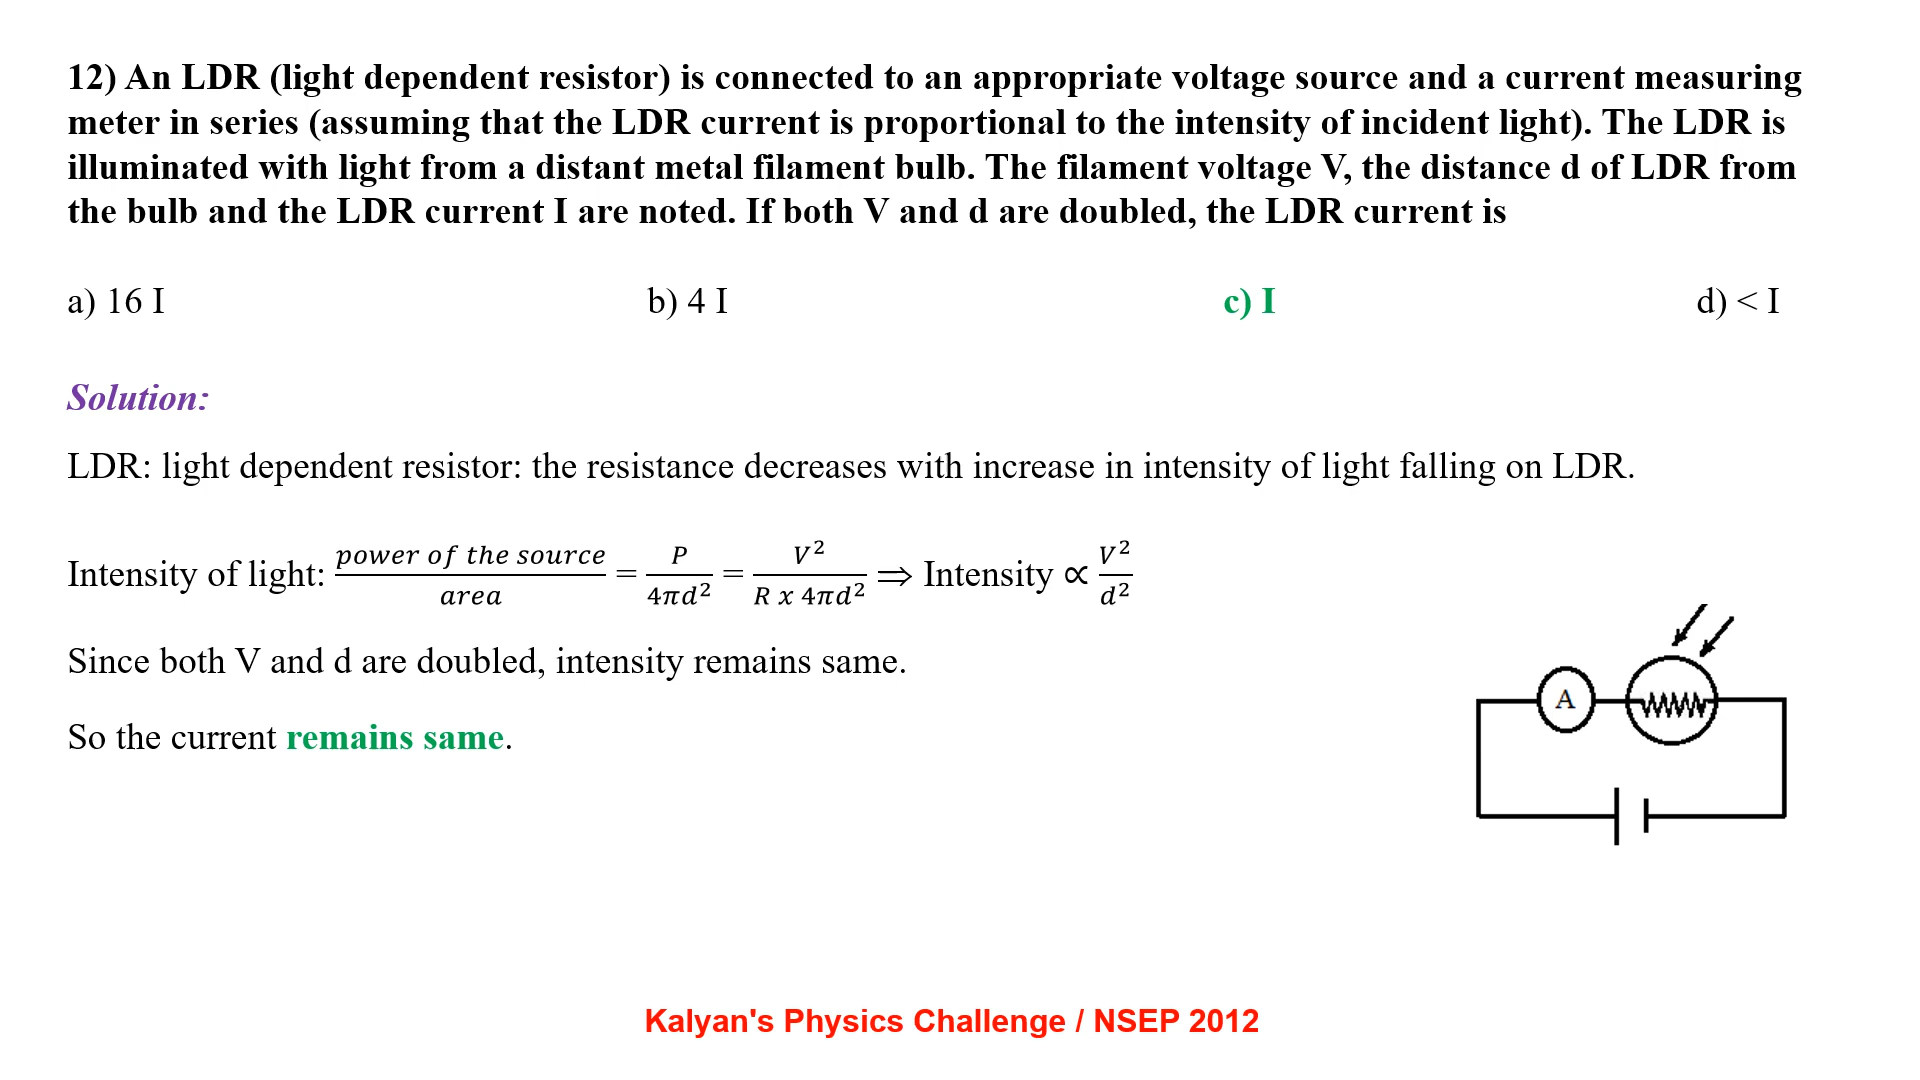 12) An LDR (light dependent resistor) is connected to an appropriate voltage source and a current measuring
meter in series (assuming that the LDR current is proportional to the intensity of incident light). The LDR is
illuminated with light from a distant metal filament bulb. The filament voltage V, the distance d of LDR from
the bulb and the LDR current I are noted. If both V and d are doubled, the LDR current is
a) 16 I b) 4 I c) I d) < I
Solution:
LDR: light dependent resistor: the resistance decreases with increase in intensity of light falling on LDR.
Intensity of light: power of the source / area = P / 4πd² = V² / R x 4πd² ⇒ Intensity ∝ V² / d²
Since both V and d are doubled, intensity remains same.
So the current remains same.
A
Kalyan's Physics Challenge / NSEP 2012